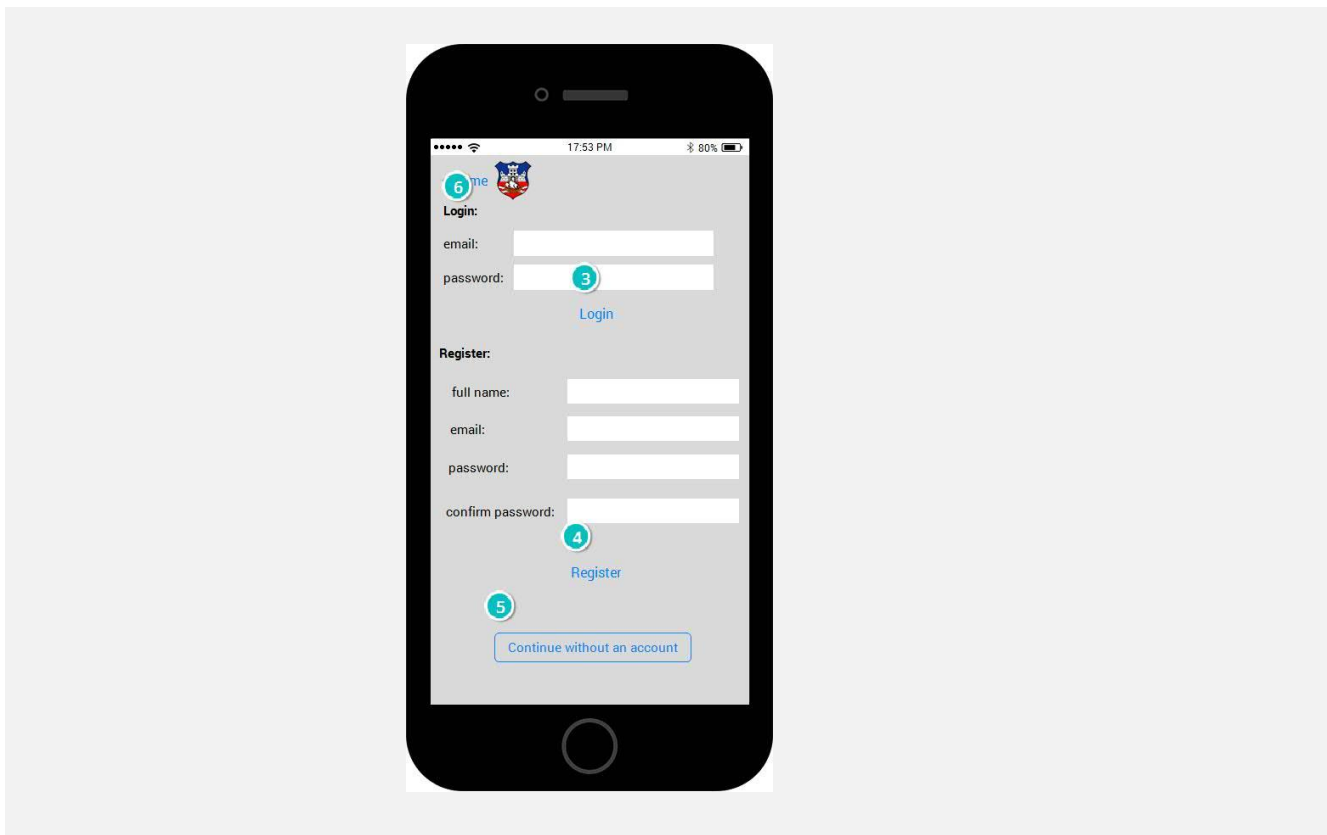 17:53 PM 80%
6 me
Login:
email:
password: 3
Login
Register:
full name:
email:
password:
confirm password:
4
Register
5
Continue without an account